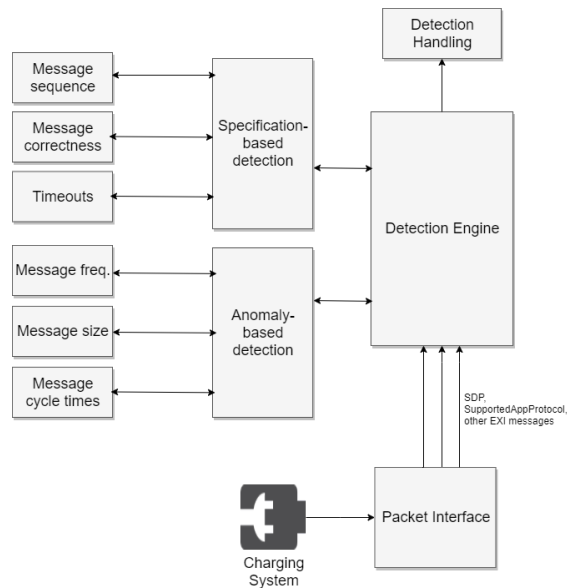 Detection
Handling
Message
sequence
Message
correctness
Timeouts
Specification-
based
detection
Detection Engine
Message freq.
Message size
Message
cycle times
Anomaly-
based
detection
SDP,
SupportedAppProtocol,
other EXI messages
Packet Interface
Charging
System